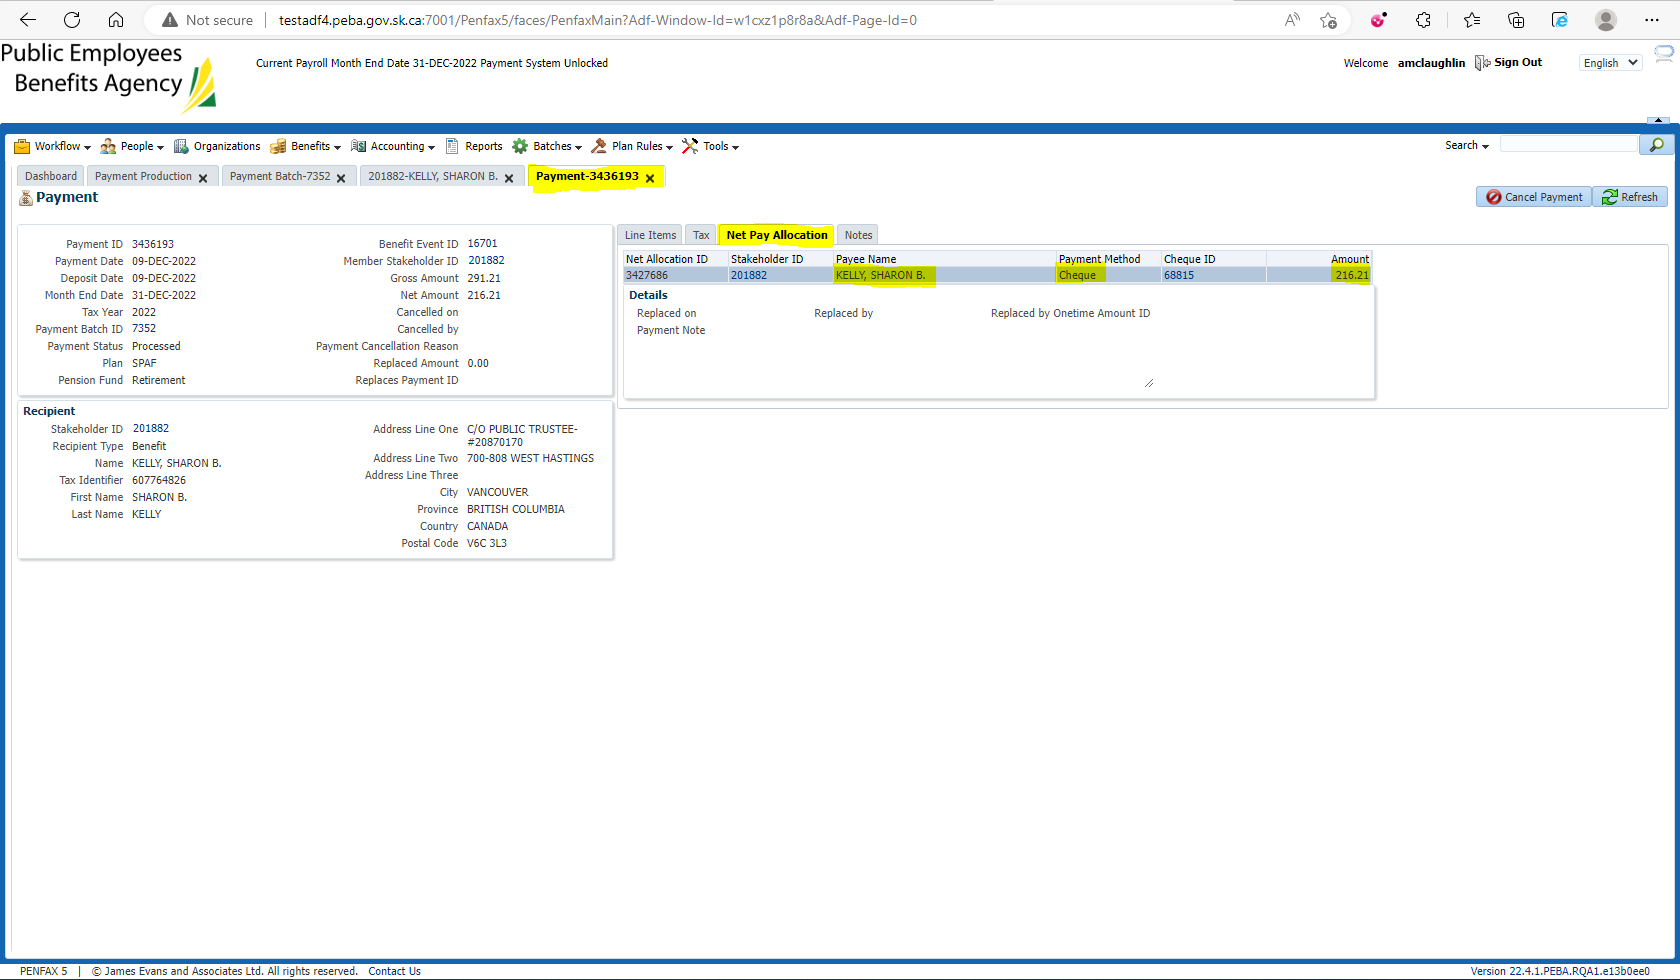 Not secure | testadf4.peba.gov.sk.ca:7001/Penfax5/faces/PenfaxMain?Adf-Window-Id=w1cxz1p8r8a&Adf-Page-Id=0
Public Employees
Benefits Agency
Current Payroll Month End Date 31-DEC-2022 Payment System Unlocked
Welcome amclaughlin Sign Out English
Workflow People Organizations Benefits Accounting Reports Batches Plan Rules Tools Search
Dashboard Payment Production Payment Batch-7352 201882-KELLY, SHARON B. Payment-3436193
Payment
Cancel Payment Refresh
Payment ID 3436193 Benefit Event ID 16701
Payment Date 09-DEC-2022 Member Stakeholder ID 201882
Deposit Date 09-DEC-2022 Gross Amount 291.21
Month End Date 31-DEC-2022 Net Amount 216.21
Tax Year 2022 Cancelled on
Payment Batch ID 7352 Cancelled by
Payment Status Processed Payment Cancellation Reason
Plan SPAF Replaced Amount 0.00
Pension Fund Retirement Replaces Payment ID
Recipient
Stakeholder ID 201882 Address Line One C/O PUBLIC TRUSTEE-
#20870170
Recipient Type Benefit
Name KELLY, SHARON B. Address Line Two 700-808 WEST HASTINGS
Tax Identifier 607764826 Address Line Three
First Name SHARON B. City VANCOUVER
Last Name KELLY Province BRITISH COLUMBIA
Country CANADA
Postal Code V6C 3L3
Line Items Tax Net Pay Allocation Notes
Net Allocation ID Stakeholder ID Payee Name Payment Method Cheque ID Amount
3427686 201882 KELLY, SHARON B. Cheque 68815 216.21
Details
Replaced on Replaced by Replaced by Onetime Amount ID
Payment Note
PENFAX 5 | © James Evans and Associates Ltd. All rights reserved. Contact Us
Version 22.4.1.PEBA.RQA1.e13b0ee0